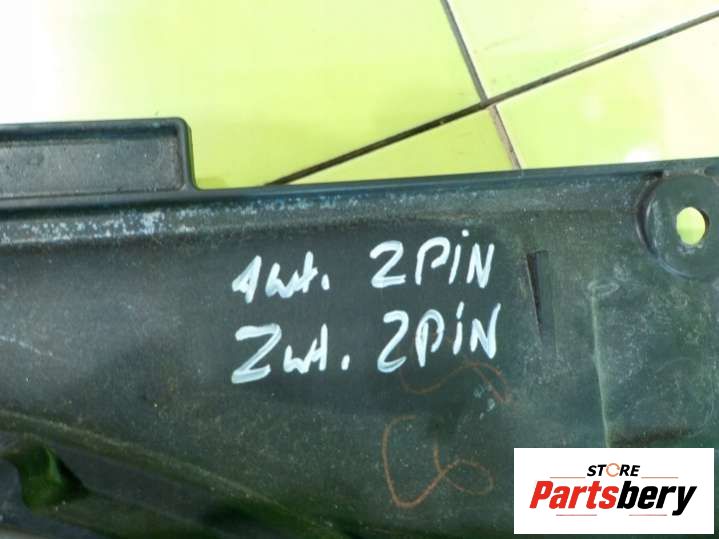 1wt. 2PiN
2wt. 2PiN
STORE
Partsbery